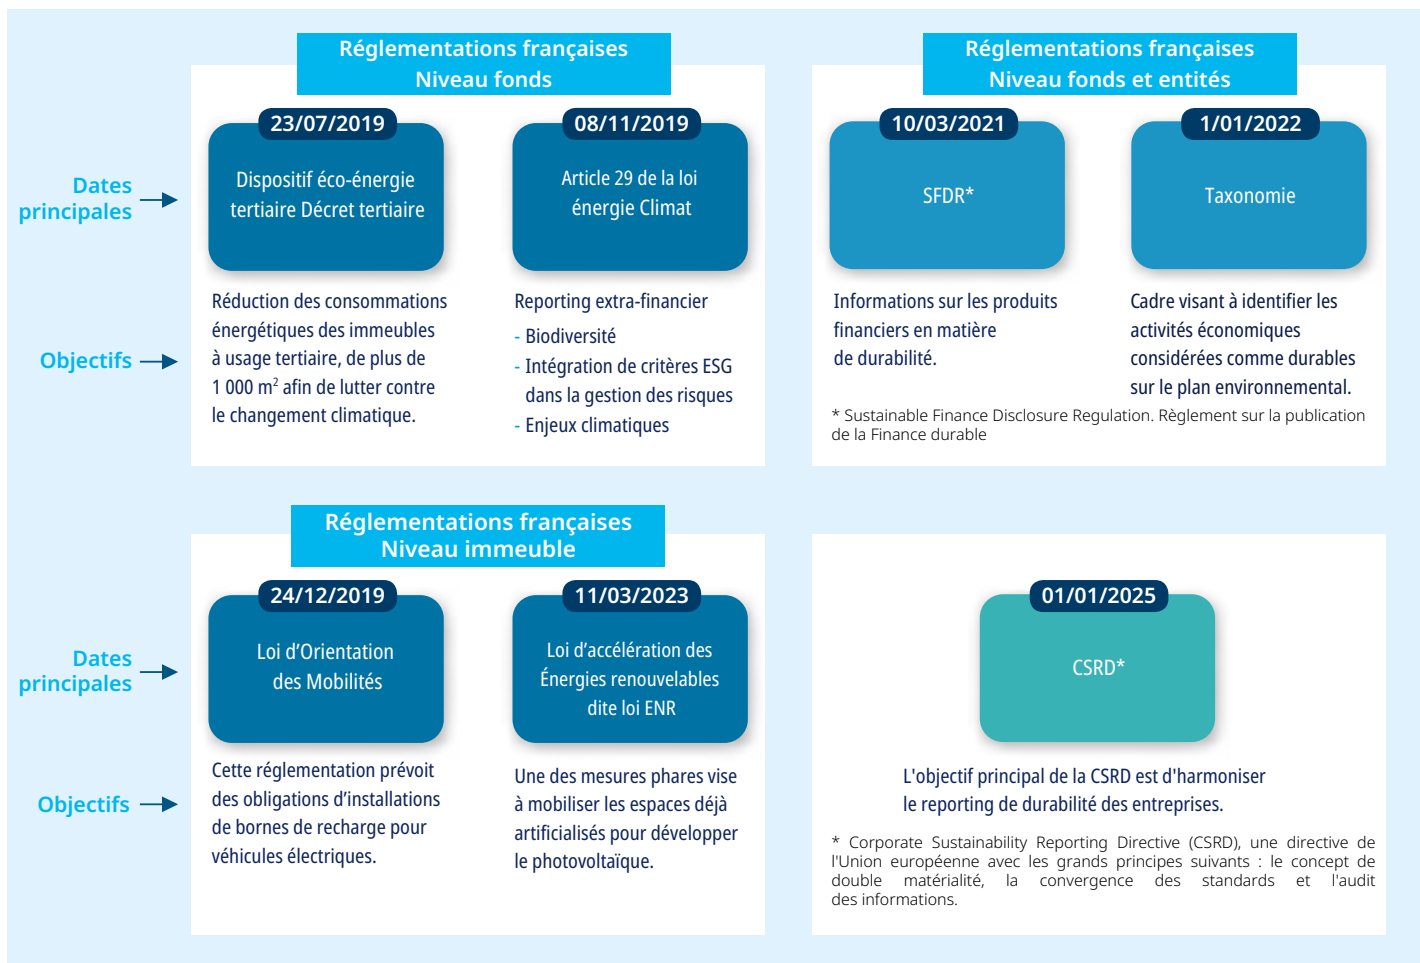 Réglementations françaises
Niveau fonds
Dates
principales
23/07/2019
Dispositif éco-énergie
tertiaire Décret tertiaire
08/11/2019
Article 29 de la loi
énergie Climat
Objectifs
Réduction des consommations
énergétiques des immeubles
à usage tertiaire, de plus de
1 000 m² afin de lutter contre
le changement climatique.
Reporting extra-financier
- Biodiversité
- Intégration de critères ESG
dans la gestion des risques
- Enjeux climatiques
Réglementations françaises
Niveau fonds et entités
10/03/2021
SFDR*
1/01/2022
Taxonomie
Informations sur les produits
financiers en matière
de durabilité.
Cadre visant à identifier les
activités économiques
considérées comme durables
sur le plan environnemental.
* Sustainable Finance Disclosure Regulation. Règlement sur la publication
de la Finance durable
Réglementations françaises
Niveau immeuble
Dates
principales
24/12/2019
Loi d’Orientation
des Mobilités
11/03/2023
Loi d’accélération des
Énergies renouvelables
dite loi ENR
Objectifs
Cette réglementation prévoit
des obligations d’installations
de bornes de recharge pour
véhicules électriques.
Une des mesures phares vise
à mobiliser les espaces déjà
artificialisés pour développer
le photovoltaïque.
01/01/2025
CSRD*
L'objectif principal de la CSRD est d'harmoniser
le reporting de durabilité des entreprises.
* Corporate Sustainability Reporting Directive (CSRD), une directive de
l'Union européenne avec les grands principes suivants : le concept de
double matérialité, la convergence des standards et l'audit
des informations.